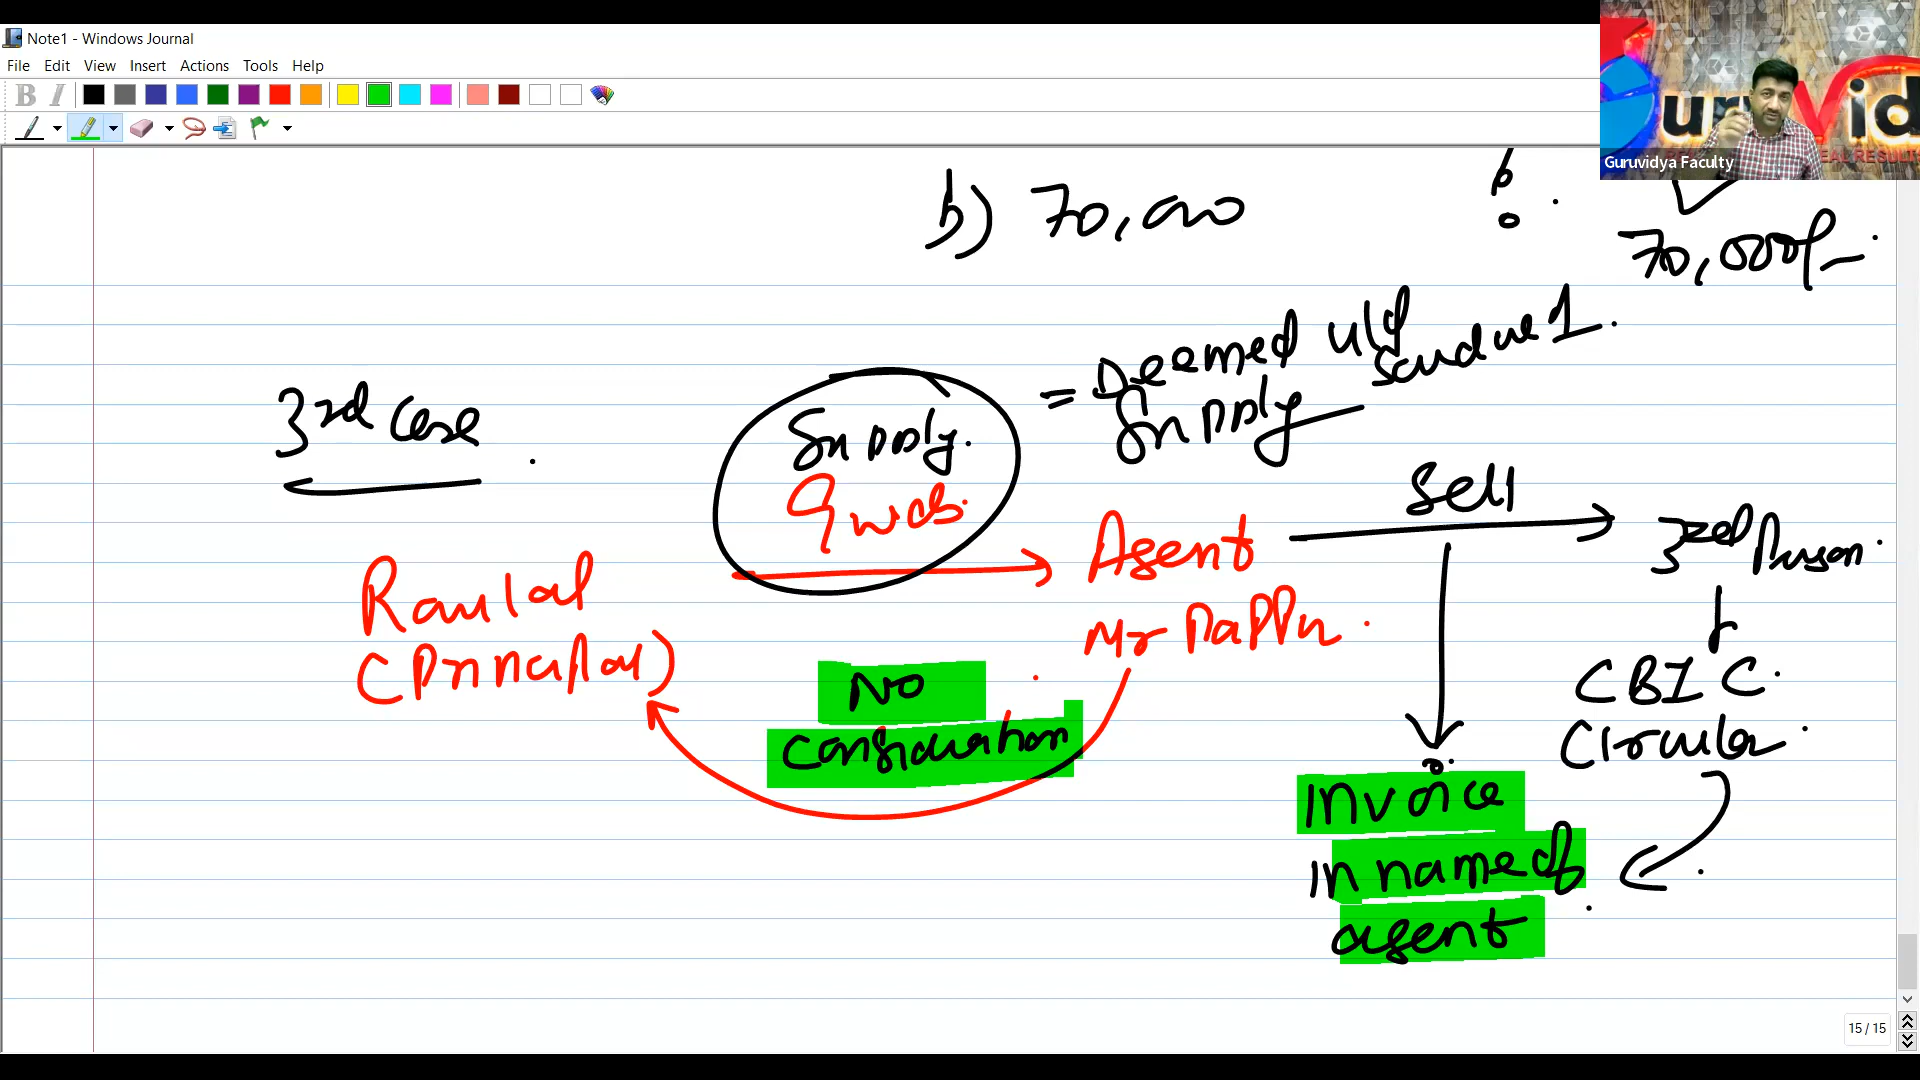 Note1 - Windows Journal
File Edit View Insert Actions Tools Help
B I
Guruvidya Faculty
b) 70,000
70,000/-
3rd case
Supply
Goods
= Deemed u/s
Supply Schedule 1.
Sell
Agent
3rd Person.
Raulal
(Principal)
Mr Pappu
No
Consideration
CBIC
Circular
Invoice
in name of
agent
15 / 15